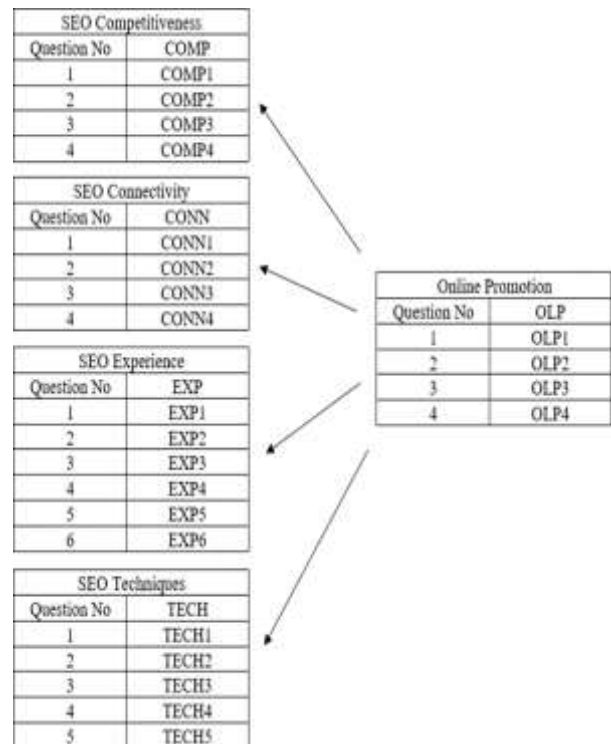 SEO Competitiveness
Question No COMP
1 COMP1
2 COMP2
3 COMP3
4 COMP4
SEO Connectivity
Question No CONN
1 CONN1
2 CONN2
3 CONN3
4 CONN4
SEO Experience
Question No EXP
1 EXP1
2 EXP2
3 EXP3
4 EXP4
5 EXP5
6 EXP6
SEO Techniques
Question No TECH
1 TECH1
2 TECH2
3 TECH3
4 TECH4
5 TECH5
Online Promotion
Question No OLP
1 OLP1
2 OLP2
3 OLP3
4 OLP4